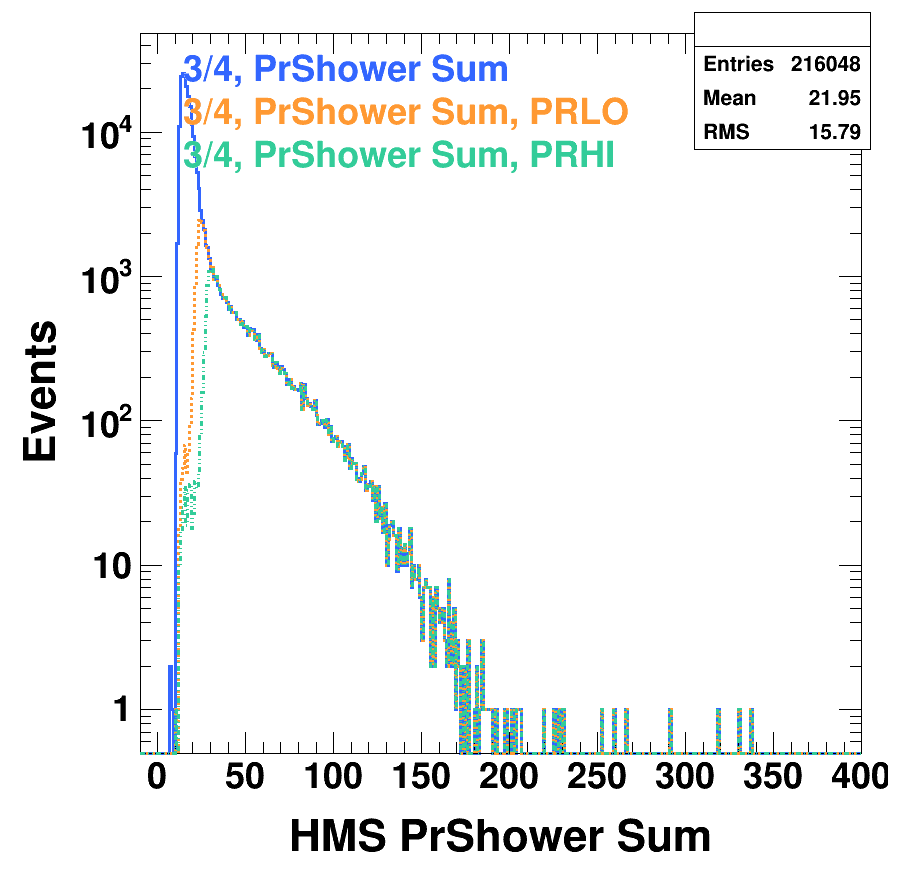 3/4, PrShower Sum
3/4, PrShower Sum, PRLO
3/4, PrShower Sum, PRHI
Entries 216048
Mean 21.95
RMS 15.79
Events
10^4
10^3
10^2
10
1
0 50 100 150 200 250 300 350 400
HMS PrShower Sum